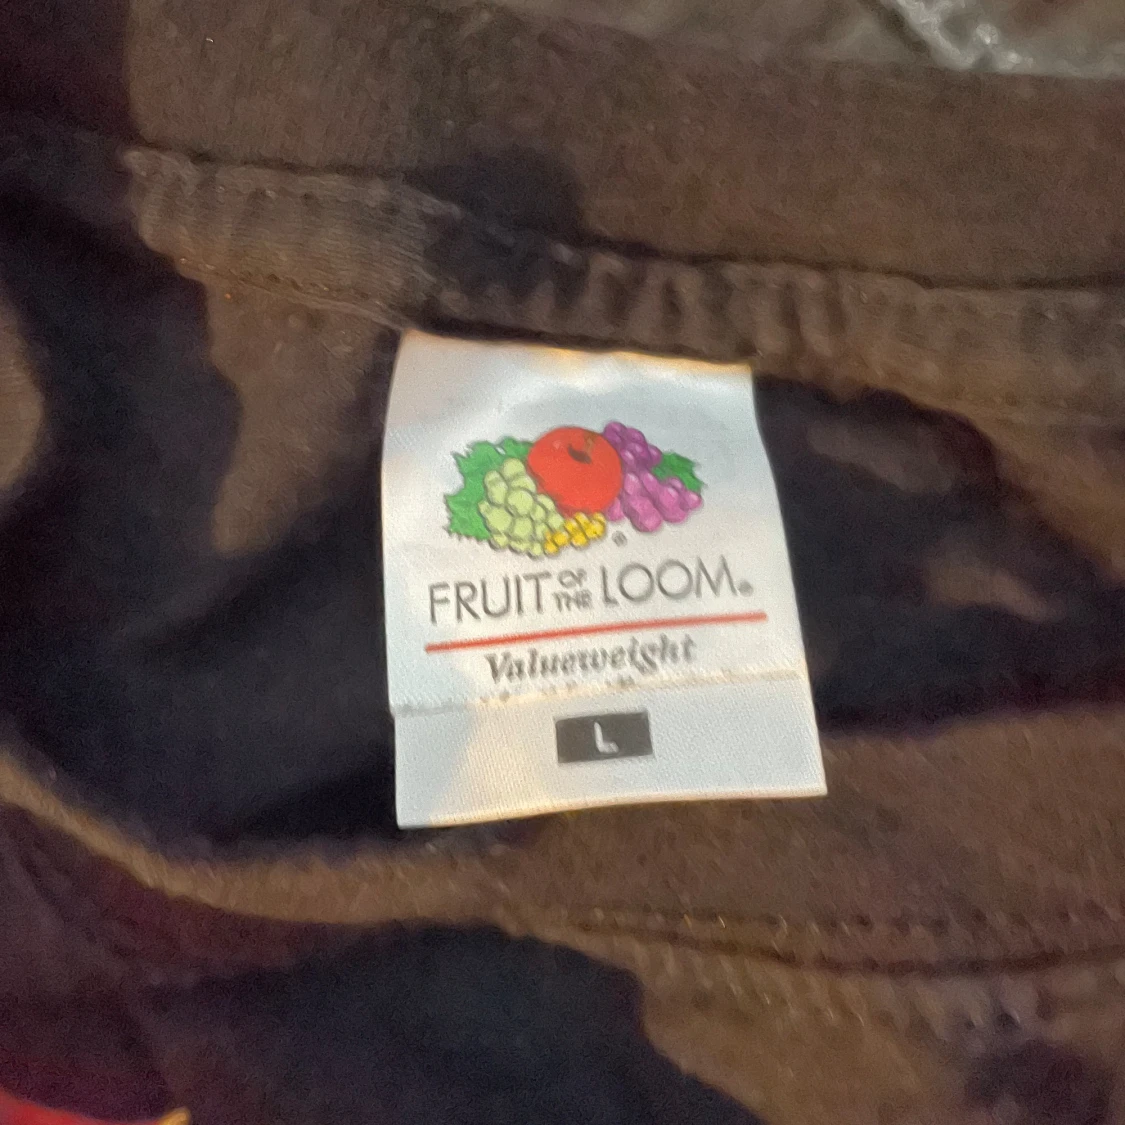 FRUIT OF THE LOOM®
Valueweight
L